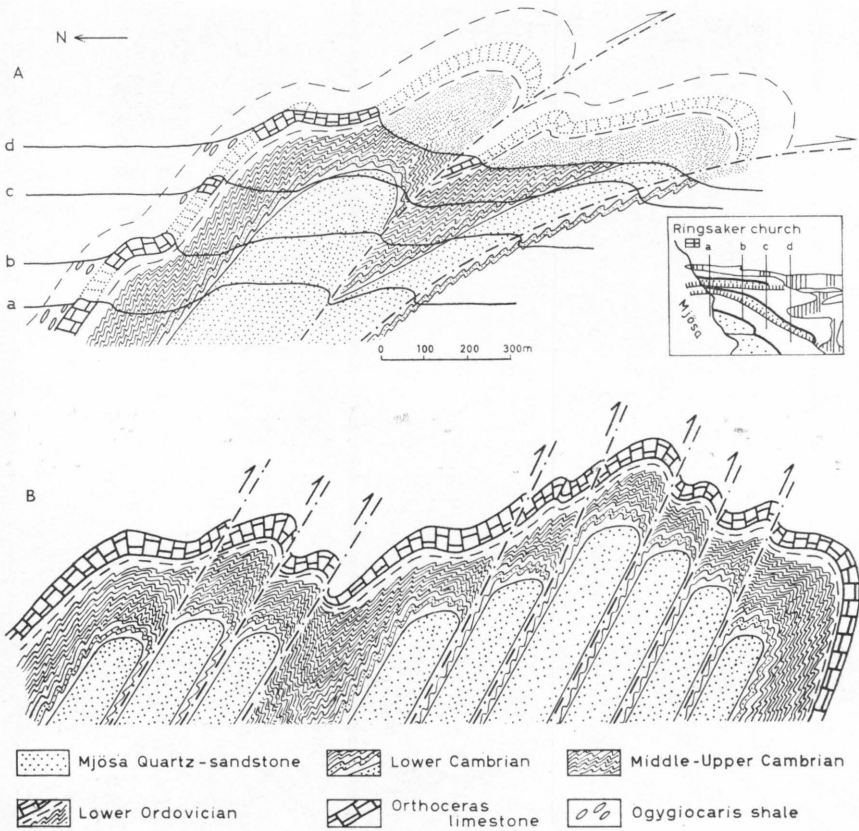 N
A
d
c
b
a
Ringsaker church
a b c d
Mjösa
0 100 200 300m
B
Mjösa Quartz-sandstone
Lower Cambrian
Middle-Upper Cambrian
Lower Ordovician
Orthoceras
limestone
Ogygiocaris shale